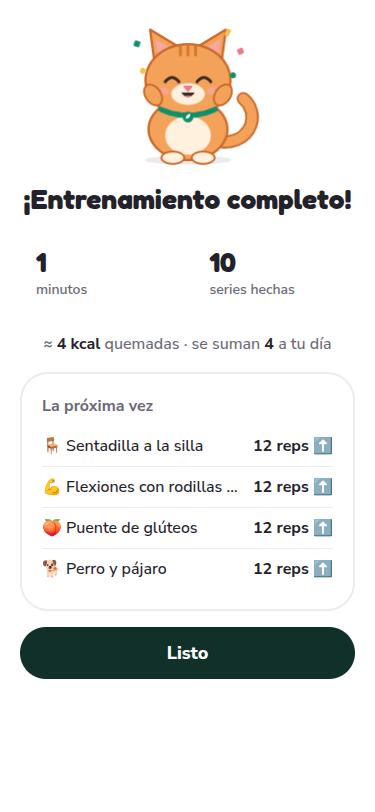 ¡Entrenamiento completo!
1
minutos
10
series hechas
≈ 4 kcal quemadas · se suman 4 a tu día
La próxima vez
🪑 Sentadilla a la silla 12 reps ⬆️
💪 Flexiones con rodillas ... 12 reps ⬆️
🍑 Puente de glúteos 12 reps ⬆️
🐕 Perro y pájaro 12 reps ⬆️
Listo